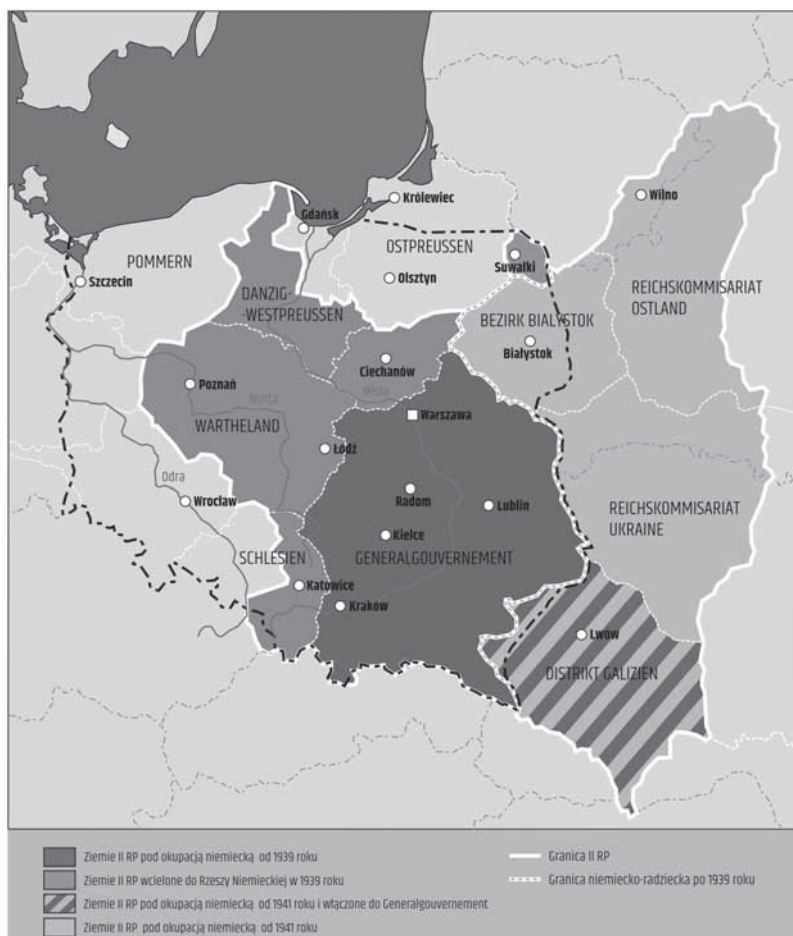 Królewiec
Wilno
Gdańsk
OSTPREUSSEN
Suwałki
POMMERN
Szczecin
Olsztyn
REICHSKOMMISARIAT
OSTLAND
DANZIG-
-WESTPREUSSEN
BEZIRK BIAŁYSTOK
Białystok
Ciechanów
Poznań
Warta
Wisła
Warszawa
WARTHELAND
Łódź
Odra
Wrocław
Radom
Lublin
REICHSKOMMISARIAT
UKRAINE
Kielce
SCHLESIEN
GENERALGOUVERNEMENT
Katowice
Kraków
Lwów
DISTRIKT GALIZIEN
Ziemie II RP pod okupacją niemiecką od 1939 roku
Ziemie II RP wcielone do Rzeszy Niemieckiej w 1939 roku
Ziemie II RP pod okupacją niemiecką od 1941 roku i włączone do Generalgouvernement
Ziemie II RP pod okupacją niemiecką od 1941 roku
Granica II RP
Granica niemiecko-radziecka po 1939 roku